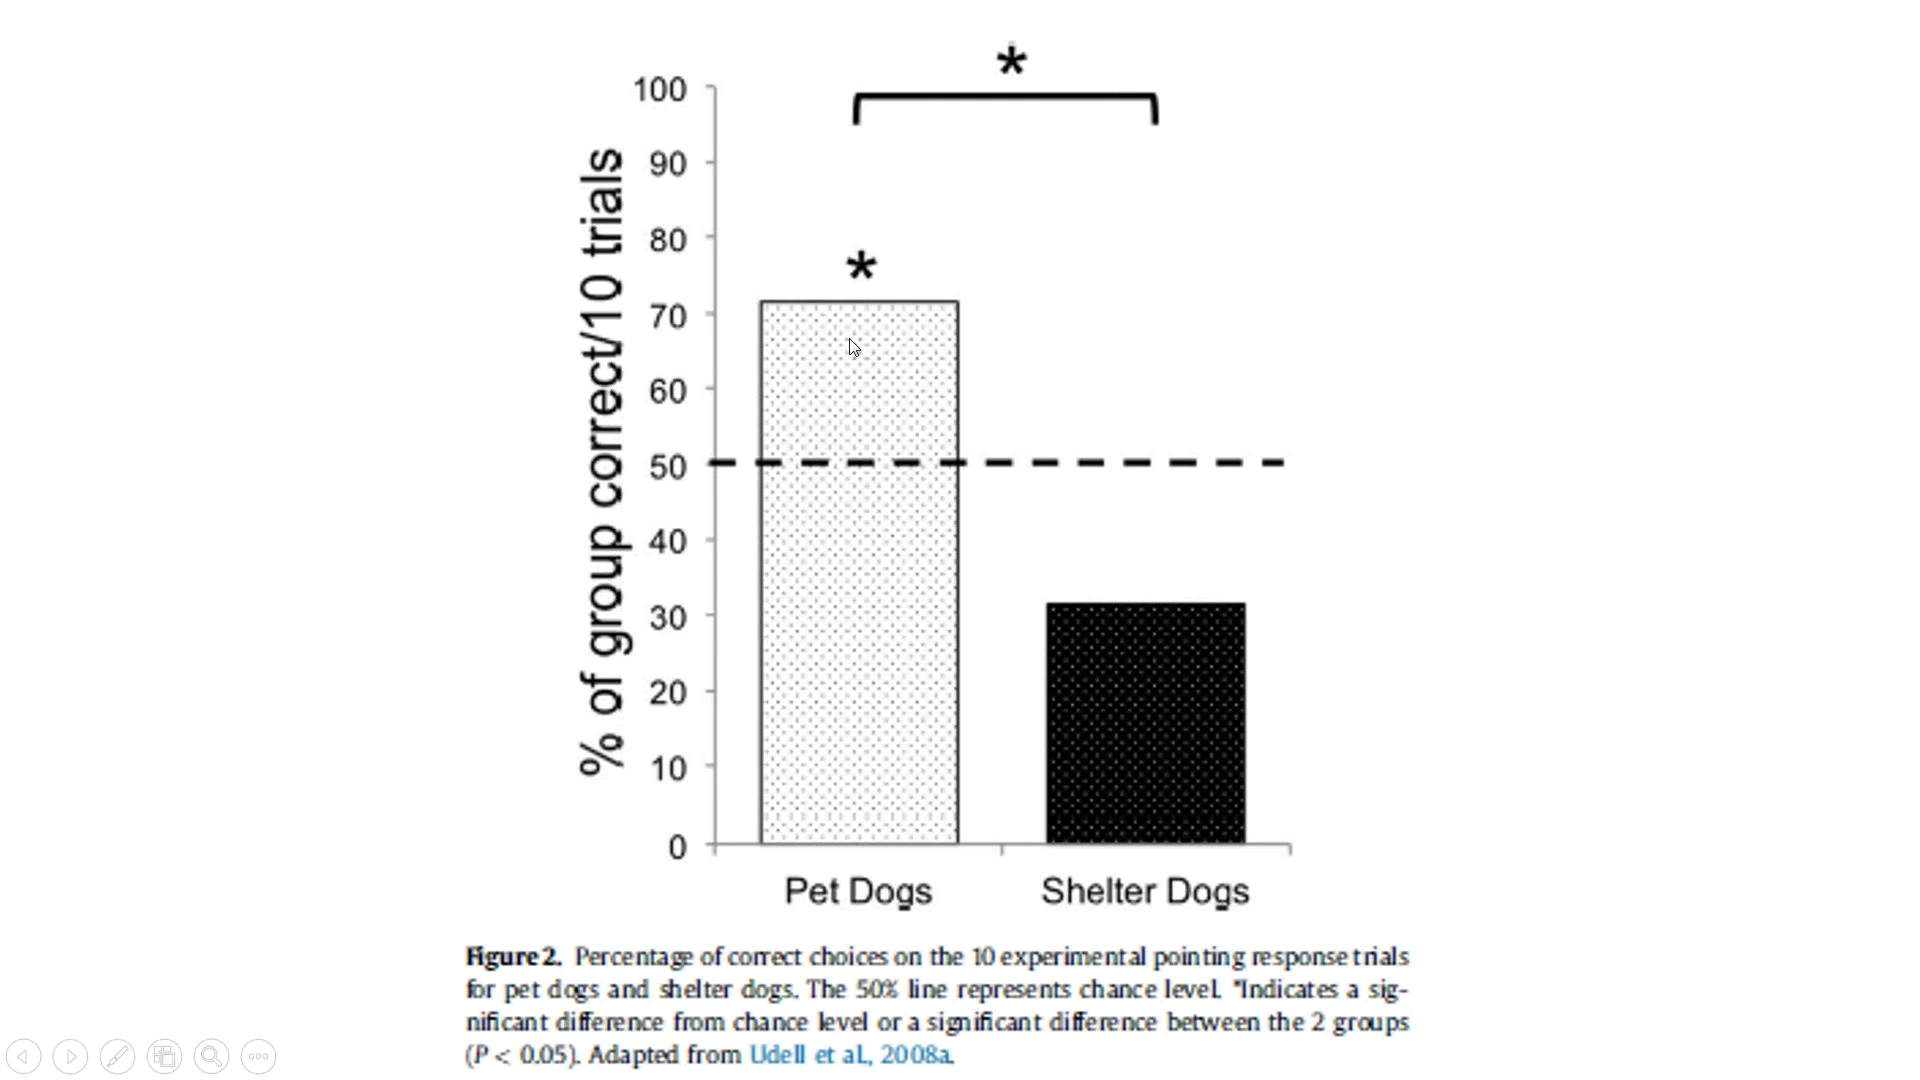 *
100
90
80
*
70
60
50
40
30
20
10
0
% of group correct/10 trials
Pet Dogs
Shelter Dogs
Figure 2. Percentage of correct choices on the 10 experimental pointing response trials
for pet dogs and shelter dogs. The 50% line represents chance level. *Indicates a sig-
nificant difference from chance level or a significant difference between the 2 groups
(P < 0.05). Adapted from Udell et al., 2008a.